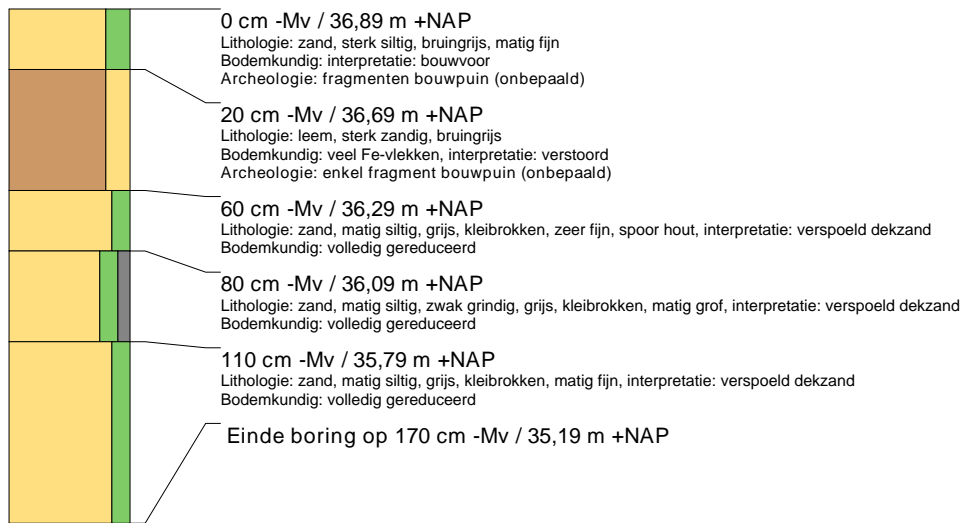 0 cm -Mv / 36,89 m +NAP
Lithologie: zand, sterk siltig, bruingrijs, matig fijn
Bodemkundig: interpretatie: bouwvoor
Archeologie: fragmenten bouwpuin (onbepaald)
20 cm -Mv / 36,69 m +NAP
Lithologie: leem, sterk zandig, bruingrijs
Bodemkundig: veel Fe-vlekken, interpretatie: verstoord
Archeologie: enkel fragment bouwpuin (onbepaald)
60 cm -Mv / 36,29 m +NAP
Lithologie: zand, matig siltig, grijs, kleibrokken, zeer fijn, spoor hout, interpretatie: verspoeld dekzand
Bodemkundig: volledig gereduceerd
80 cm -Mv / 36,09 m +NAP
Lithologie: zand, matig siltig, zwak grindig, grijs, kleibrokken, matig grof, interpretatie: verspoeld dekzand
Bodemkundig: volledig gereduceerd
110 cm -Mv / 35,79 m +NAP
Lithologie: zand, matig siltig, grijs, kleibrokken, matig fijn, interpretatie: verspoeld dekzand
Bodemkundig: volledig gereduceerd
Einde boring op 170 cm -Mv / 35,19 m +NAP